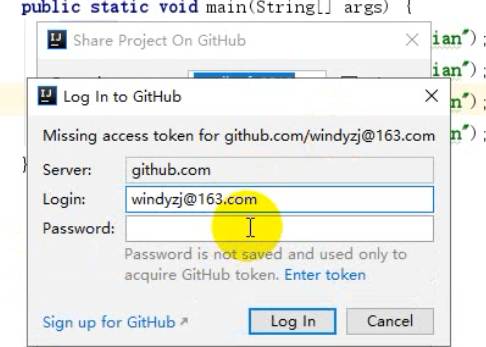 public static void main(String[] args) {
Share Project On GitHub
ian");
ian");
n");
n");
}
Log In to GitHub
Missing access token for github.com/windyzj@163.com
Server: github.com
Login: windyzj@163.com
Password:
Password is not saved and used only to
acquire GitHub token. Enter token
Sign up for GitHub
Log In
Cancel